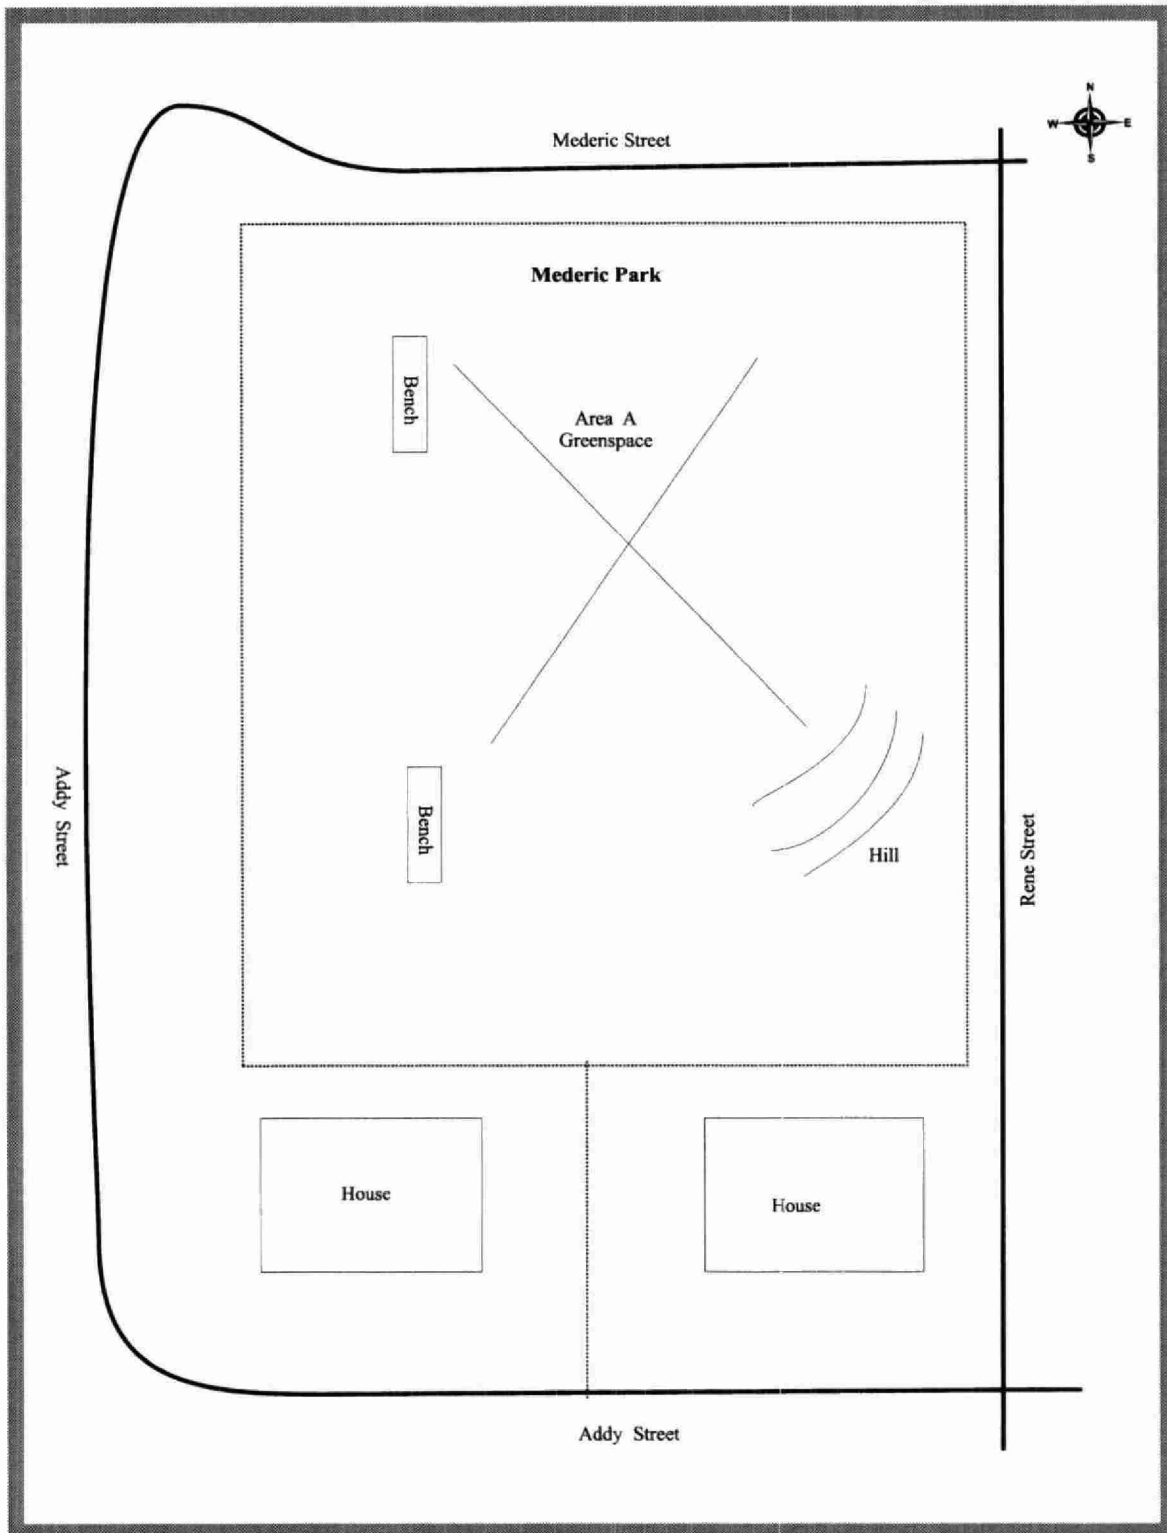 N
W E
S
Mederic Street
Mederic Park
Bench
Area A
Greenspace
Addy Street
Bench
Hill
Rene Street
House
House
Addy Street